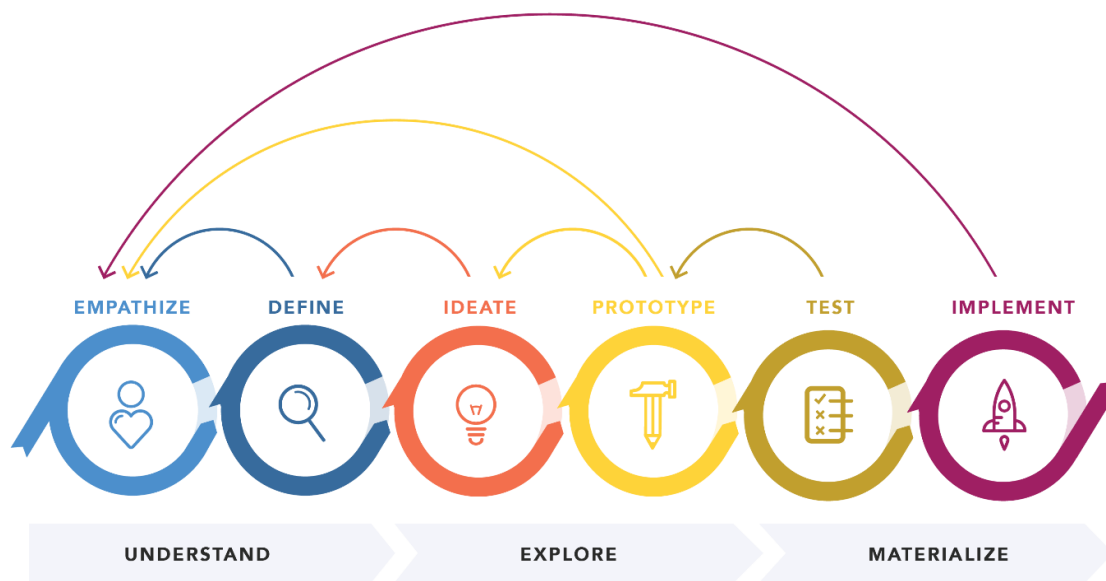 EMPATHIZE
DEFINE
IDEATE
PROTOTYPE
TEST
IMPLEMENT
UNDERSTAND
EXPLORE
MATERIALIZE